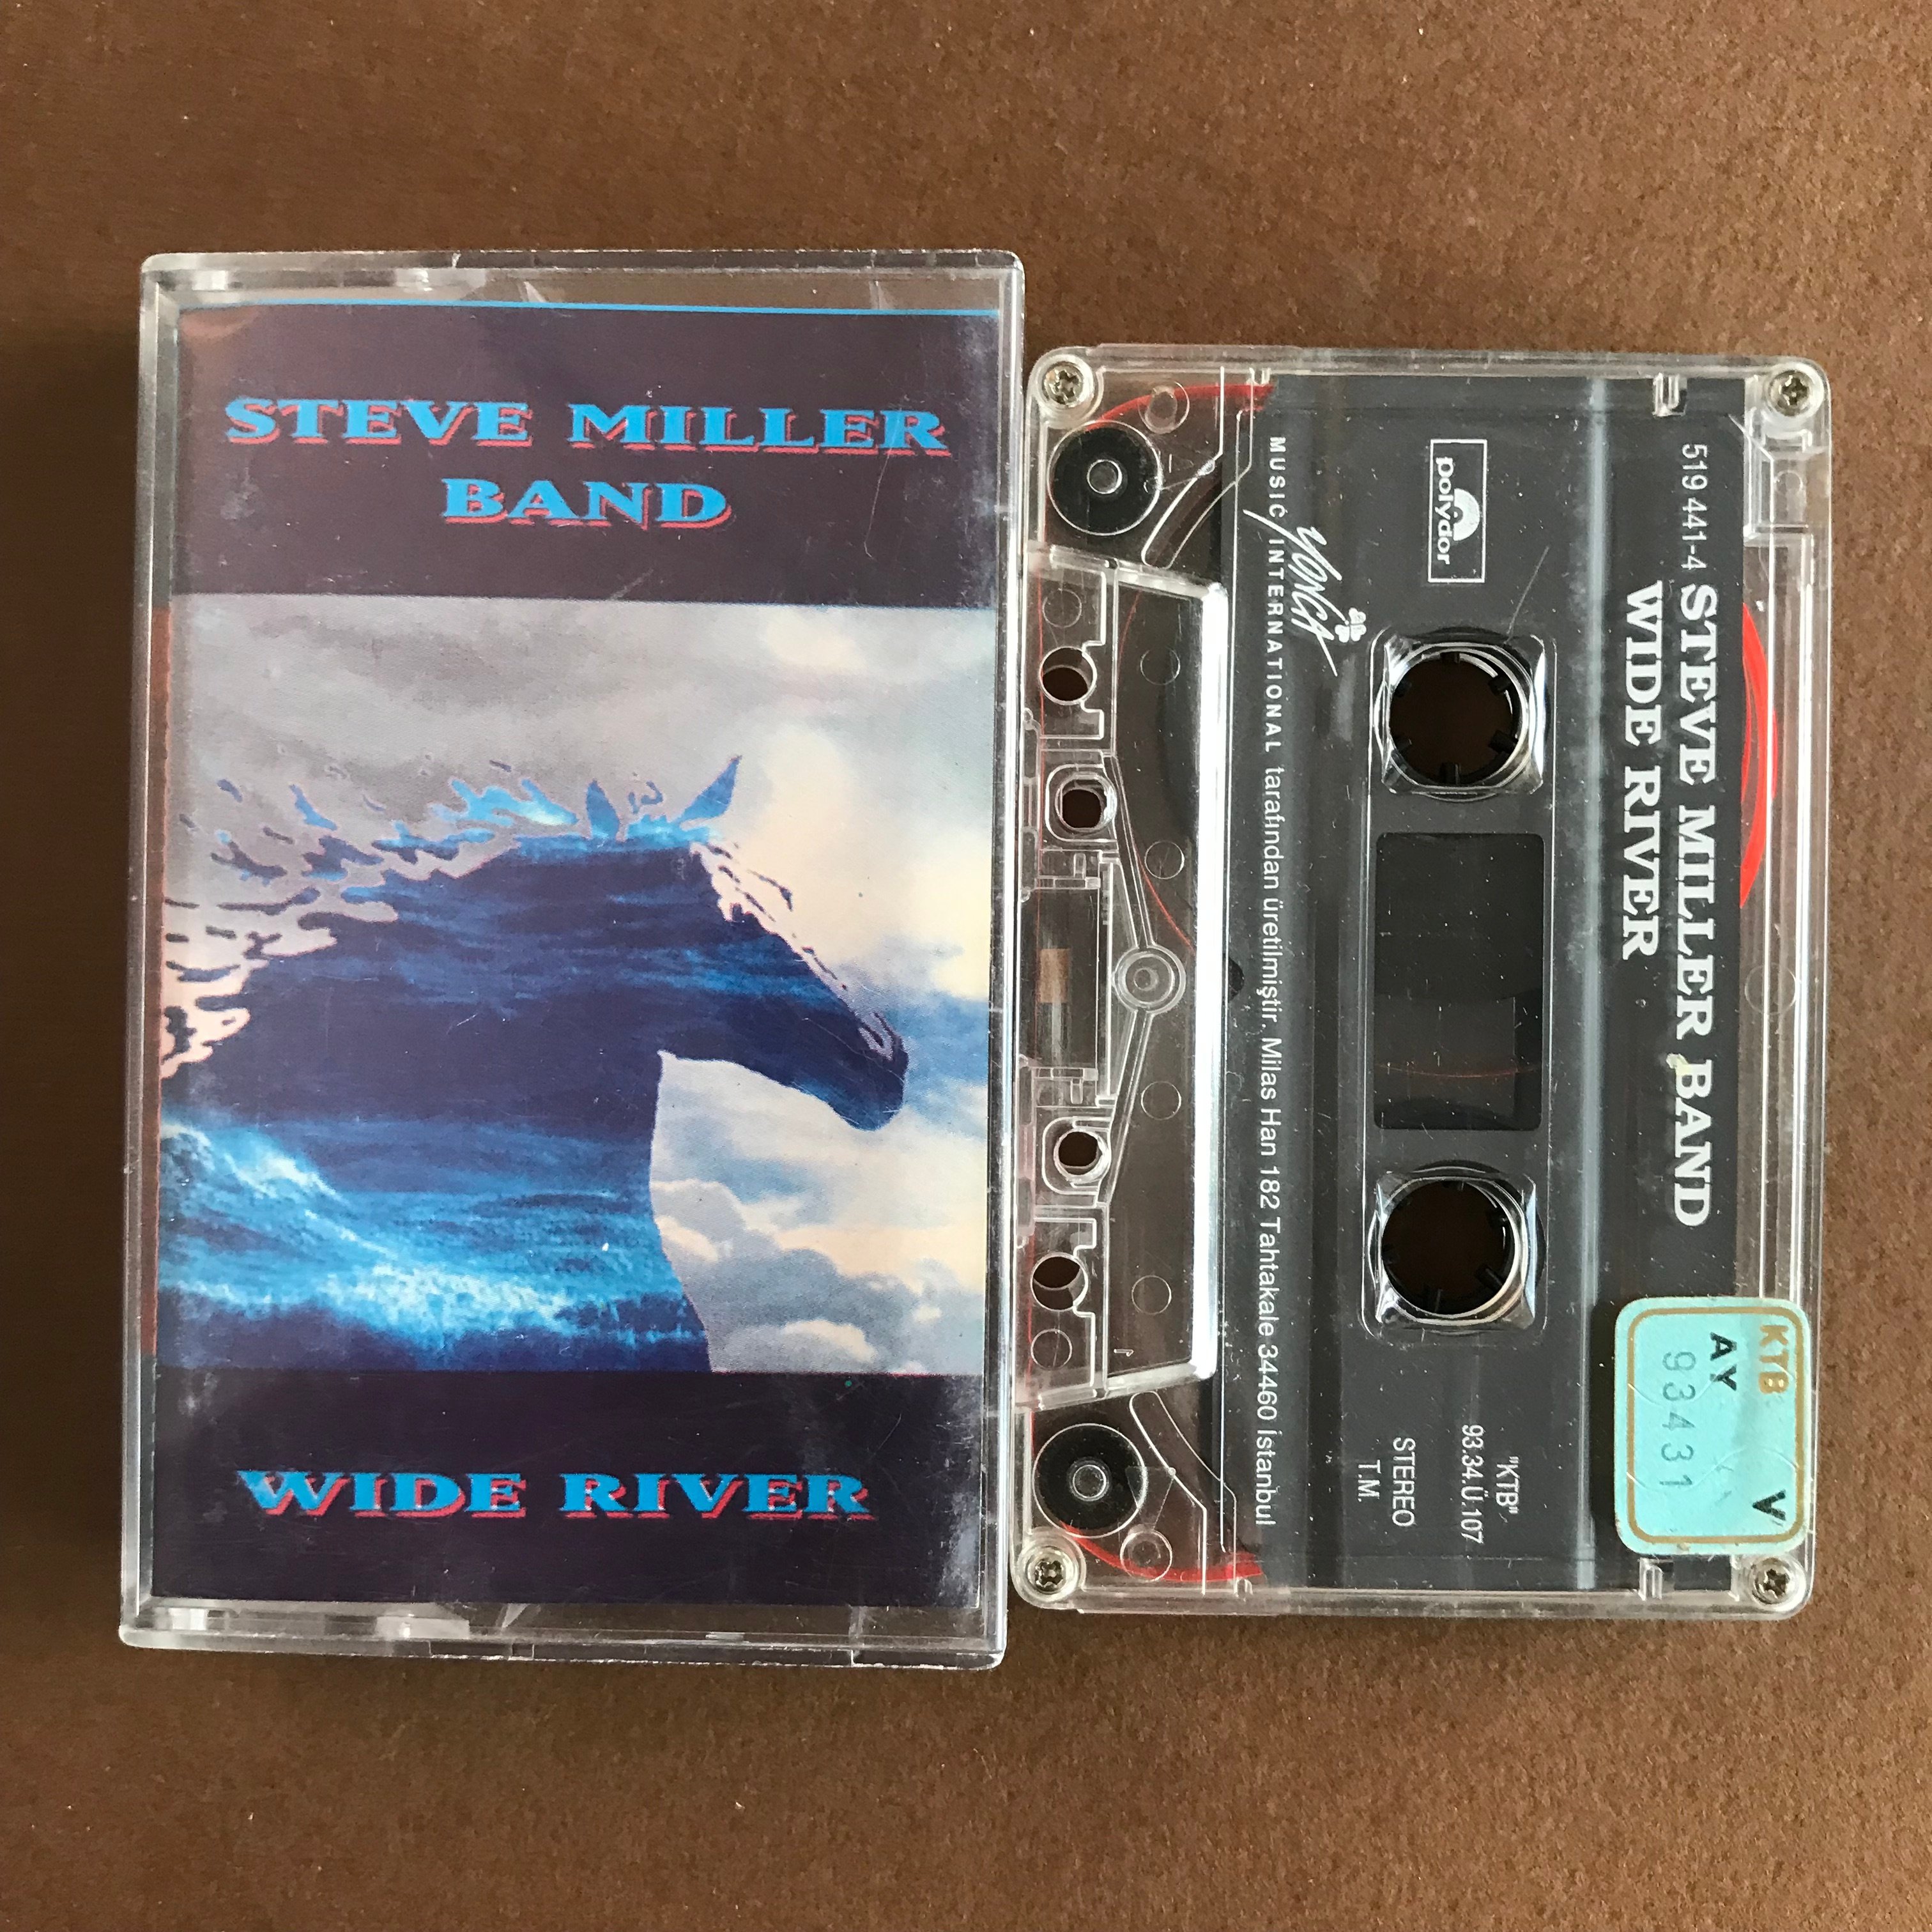 STEVE MILLER
BAND
WIDE RIVER
519 441-4 STEVE MILLER BAND
WIDE RIVER
polydor
YONCA
MUSIC INTERNATIONAL tarafından üretilmiştir. Milas Han 182 Tahtakale 34460 İstanbul
"KTB"
93.34.Ü.107
STEREO
T.M.
KTB V
AY
93431